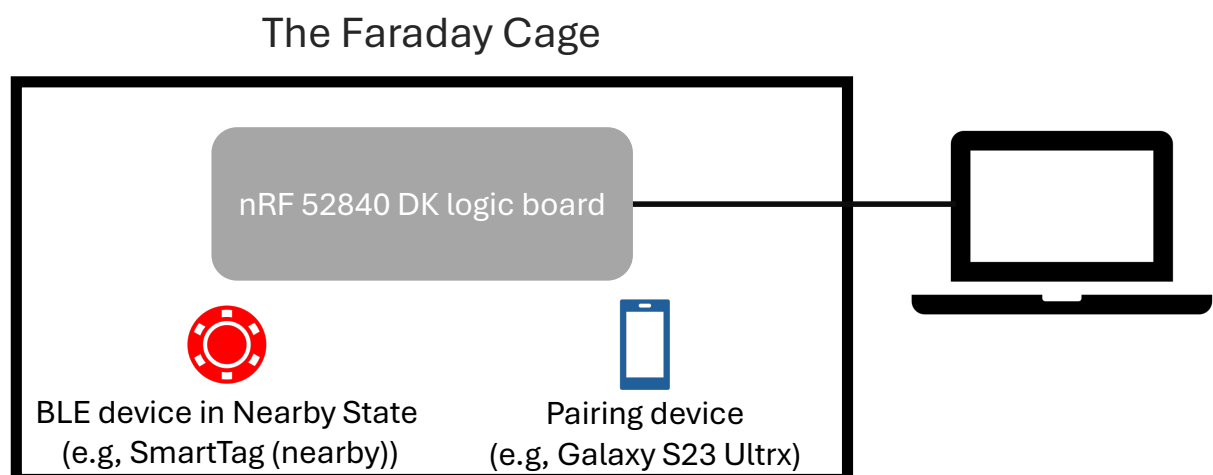 The Faraday Cage
nRF 52840 DK logic board
BLE device in Nearby State
(e.g, SmartTag (nearby))
Pairing device
(e.g, Galaxy S23 Ultrx)